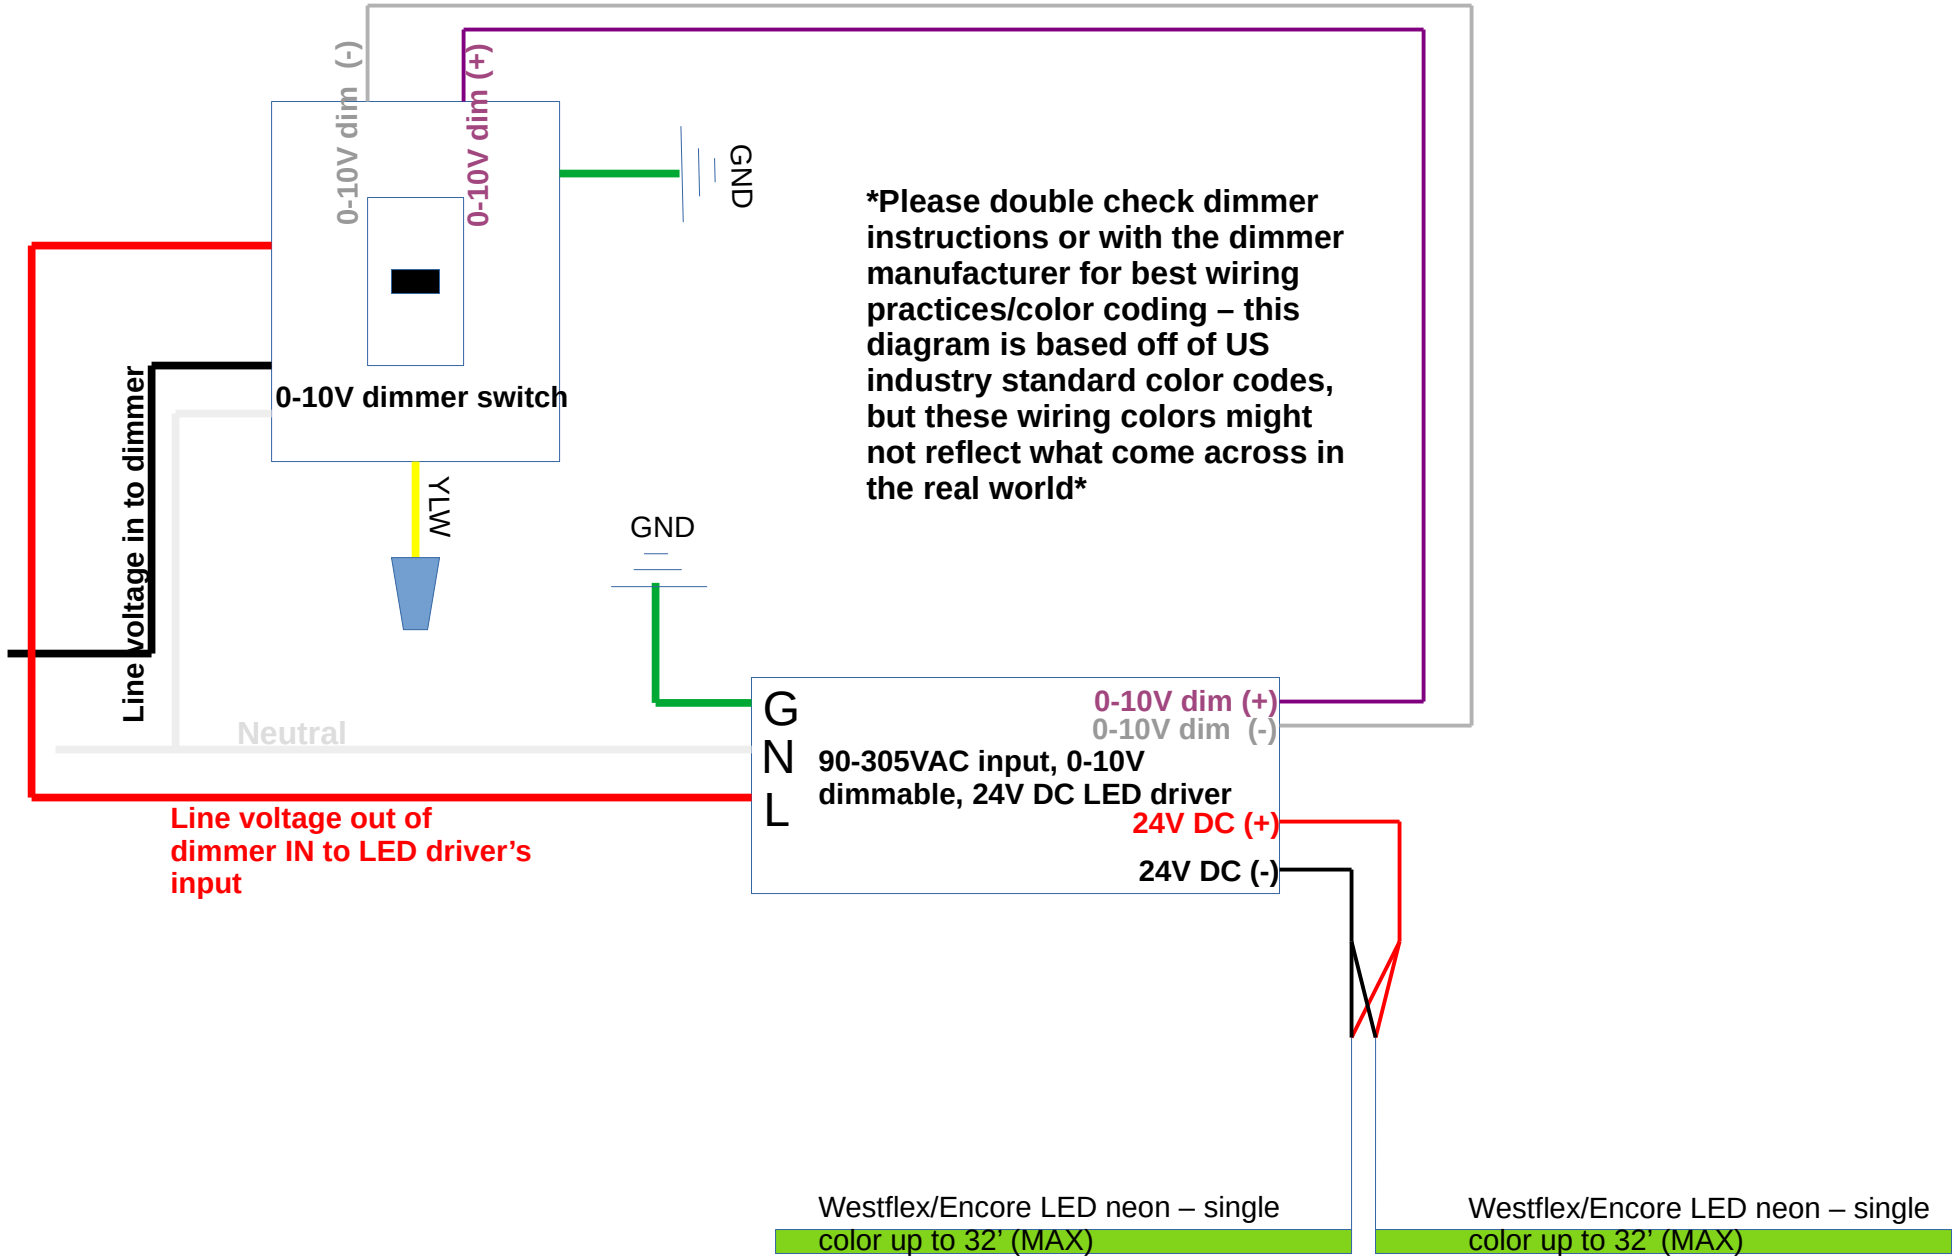 0-10V dim (-)
0-10V dim (+)
GND
*Please double check dimmer
instructions or with the dimmer
manufacturer for best wiring
practices/color coding – this
diagram is based off of US
industry standard color codes,
but these wiring colors might
not reflect what come across in
the real world*
0-10V dimmer switch
Line voltage in to dimmer
YLW
GND
Neutral
Line voltage out of
dimmer IN to LED driver’s
input
G
N
L
0-10V dim (+)
0-10V dim (-)
90-305VAC input, 0-10V
dimmable, 24V DC LED driver
24V DC (+)
24V DC (-)
Westflex/Encore LED neon – single
color up to 32’ (MAX)
Westflex/Encore LED neon – single
color up to 32’ (MAX)